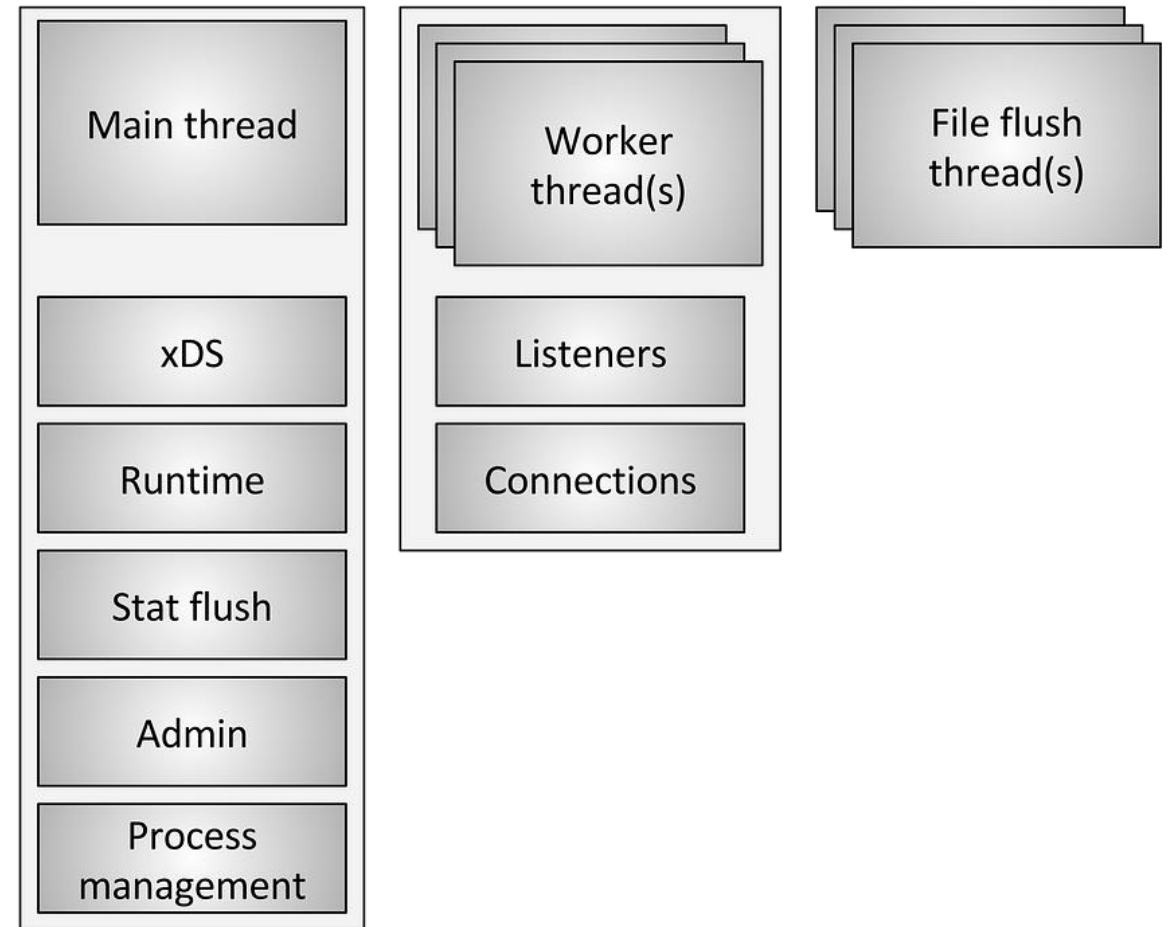 Main thread
xDS
Runtime
Stat flush
Admin
Process
management
Worker
thread(s)
Listeners
Connections
File flush
thread(s)